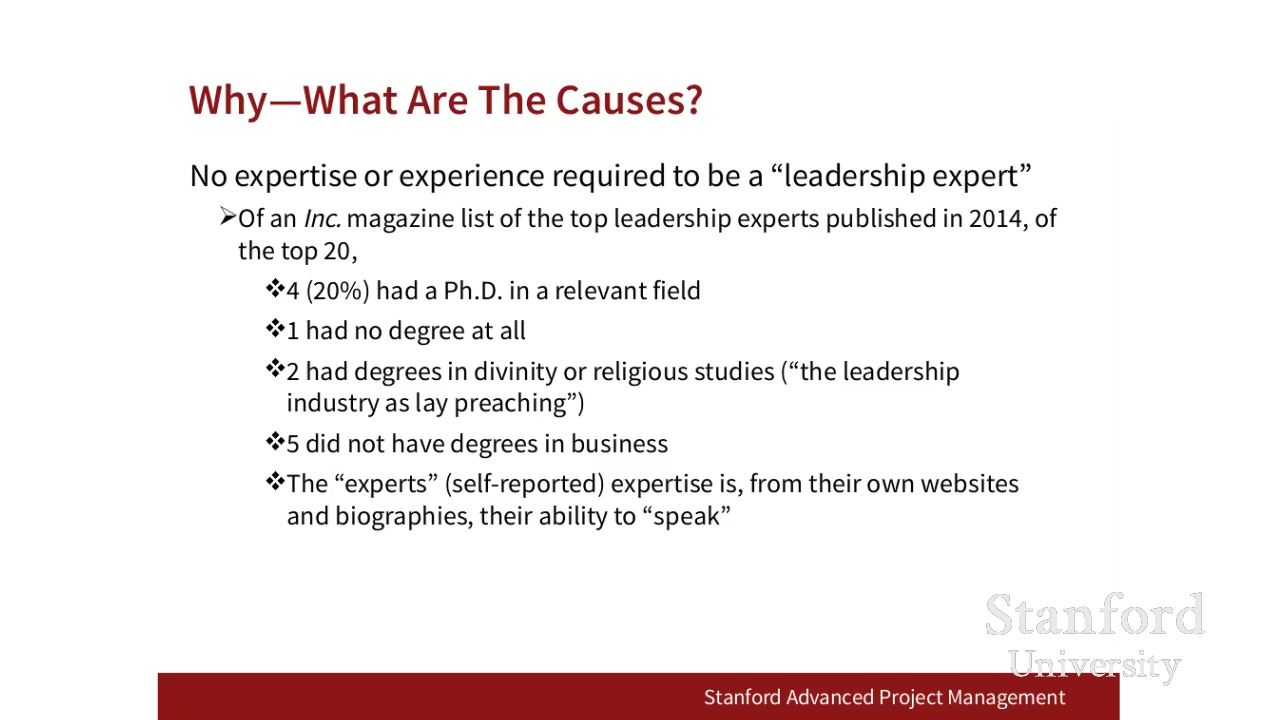 Why—What Are The Causes?
No expertise or experience required to be a “leadership expert”
➢Of an Inc. magazine list of the top leadership experts published in 2014, of
the top 20,
❖4 (20%) had a Ph.D. in a relevant field
❖1 had no degree at all
❖2 had degrees in divinity or religious studies (“the leadership
industry as lay preaching”)
❖5 did not have degrees in business
❖The “experts” (self-reported) expertise is, from their own websites
and biographies, their ability to “speak”
Stanford
University
Stanford Advanced Project Management